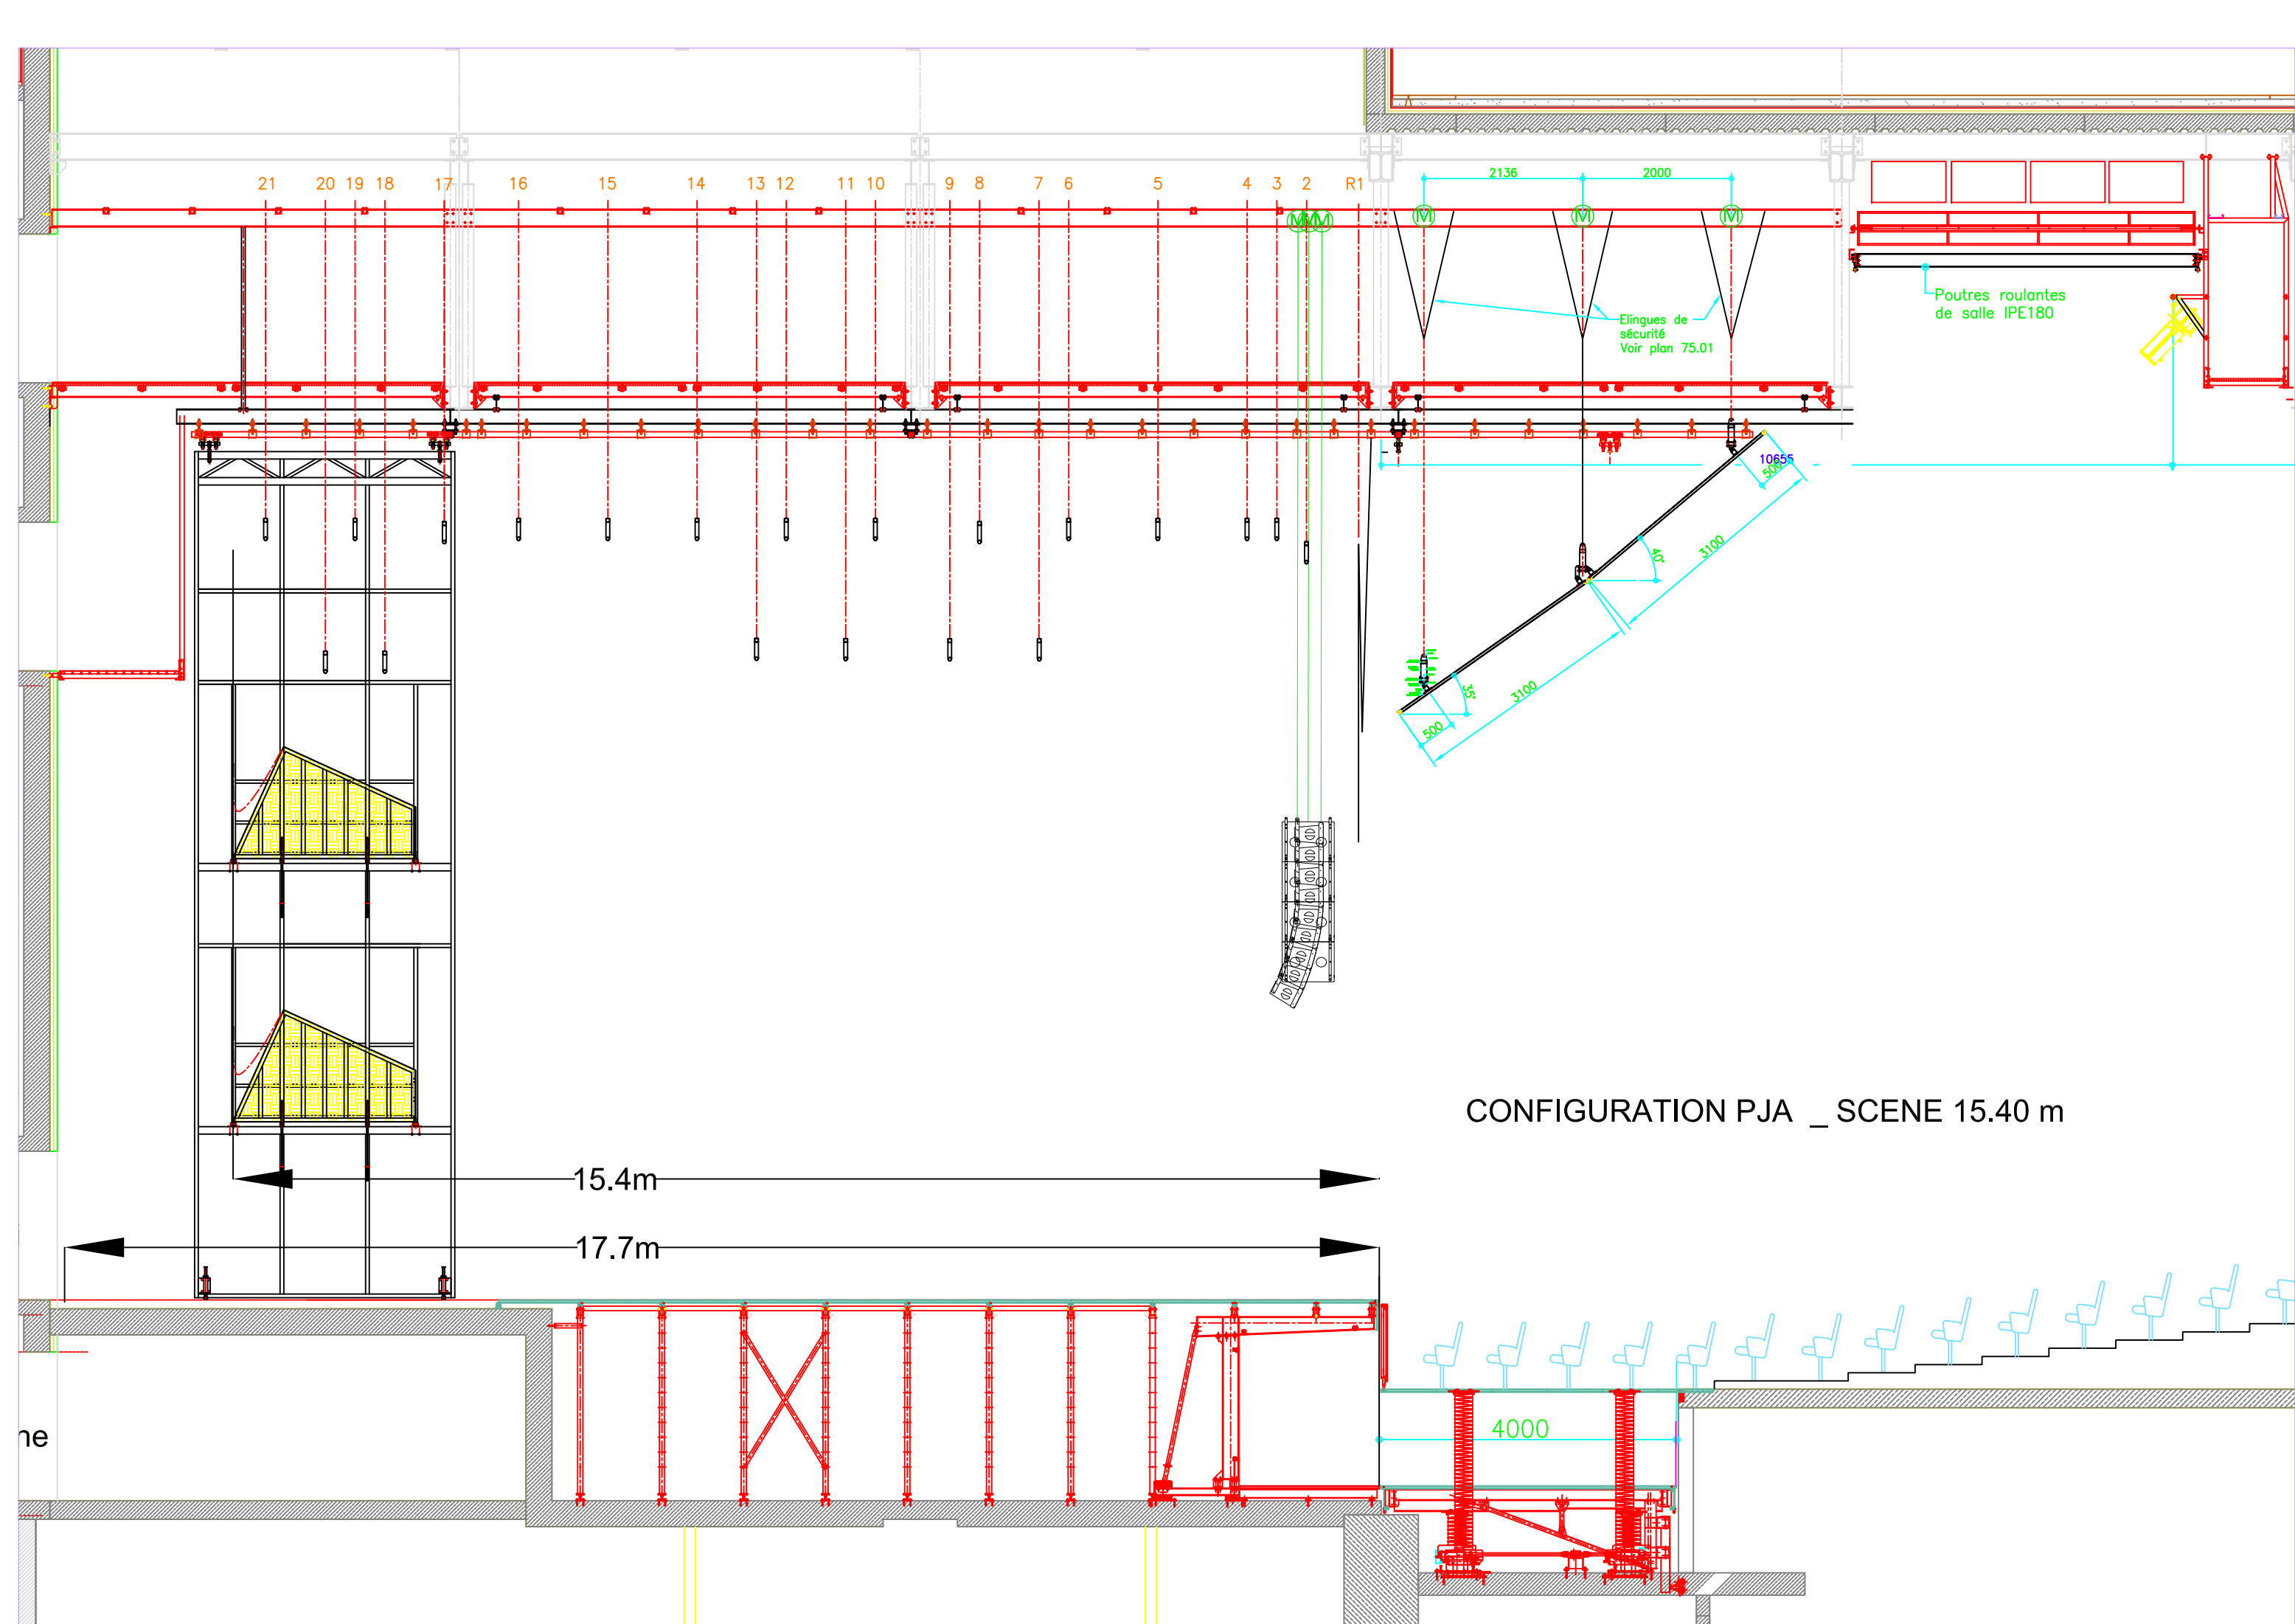 21 20 19 18 17 16 15 14 13 12 11 10 9 8 7 6 5 4 3 2 R1
2136
2000
M M M
M M M
Poutres roulantes
de salle IPE180
Elingues de
sécurité
Voir plan 75.01
10655
3100
40°
3100
35°
500
CONFIGURATION PJA _ SCENE 15.40 m
15.4m
17.7m
4000
ne